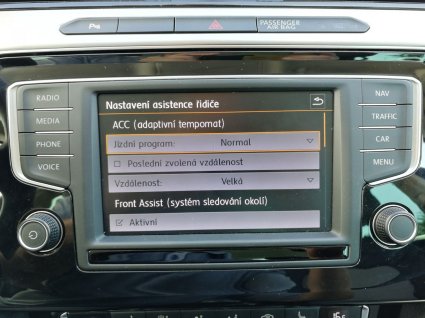 PASSENGER
AIR BAG
RADIO
MEDIA
PHONE
VOICE
Nastavení asistence řidiče
ACC (adaptivní tempomat)
Jízdní program: Normal
Poslední zvolená vzdálenost
Vzdálenost: Velká
Front Assist (systém sledování okolí)
Aktivní
NAV
TRAFFIC
CAR
MENU